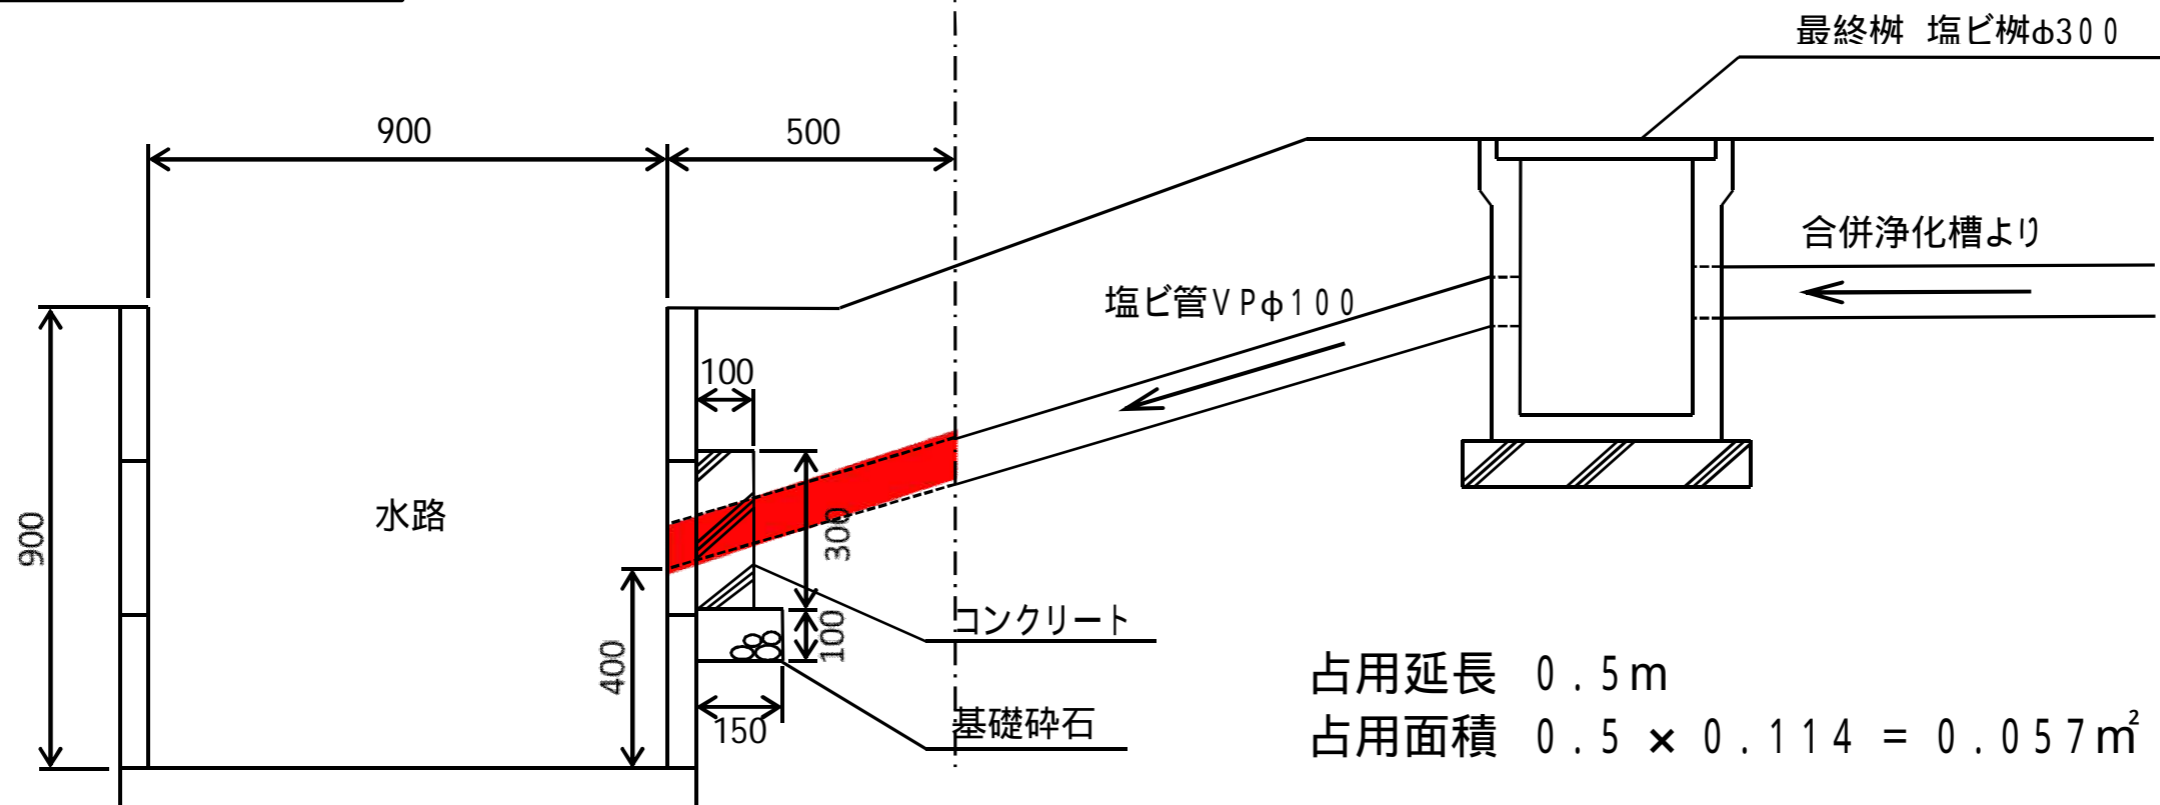 最終桝 塩ビ桝φ300
900
500
合併浄化槽より
塩ビ管VPφ100
100
水路
900
300
コンクリート
100
400
占用延長 0.5m
基礎砕石
150
占用面積 0.5 × 0.114 = 0.057㎡